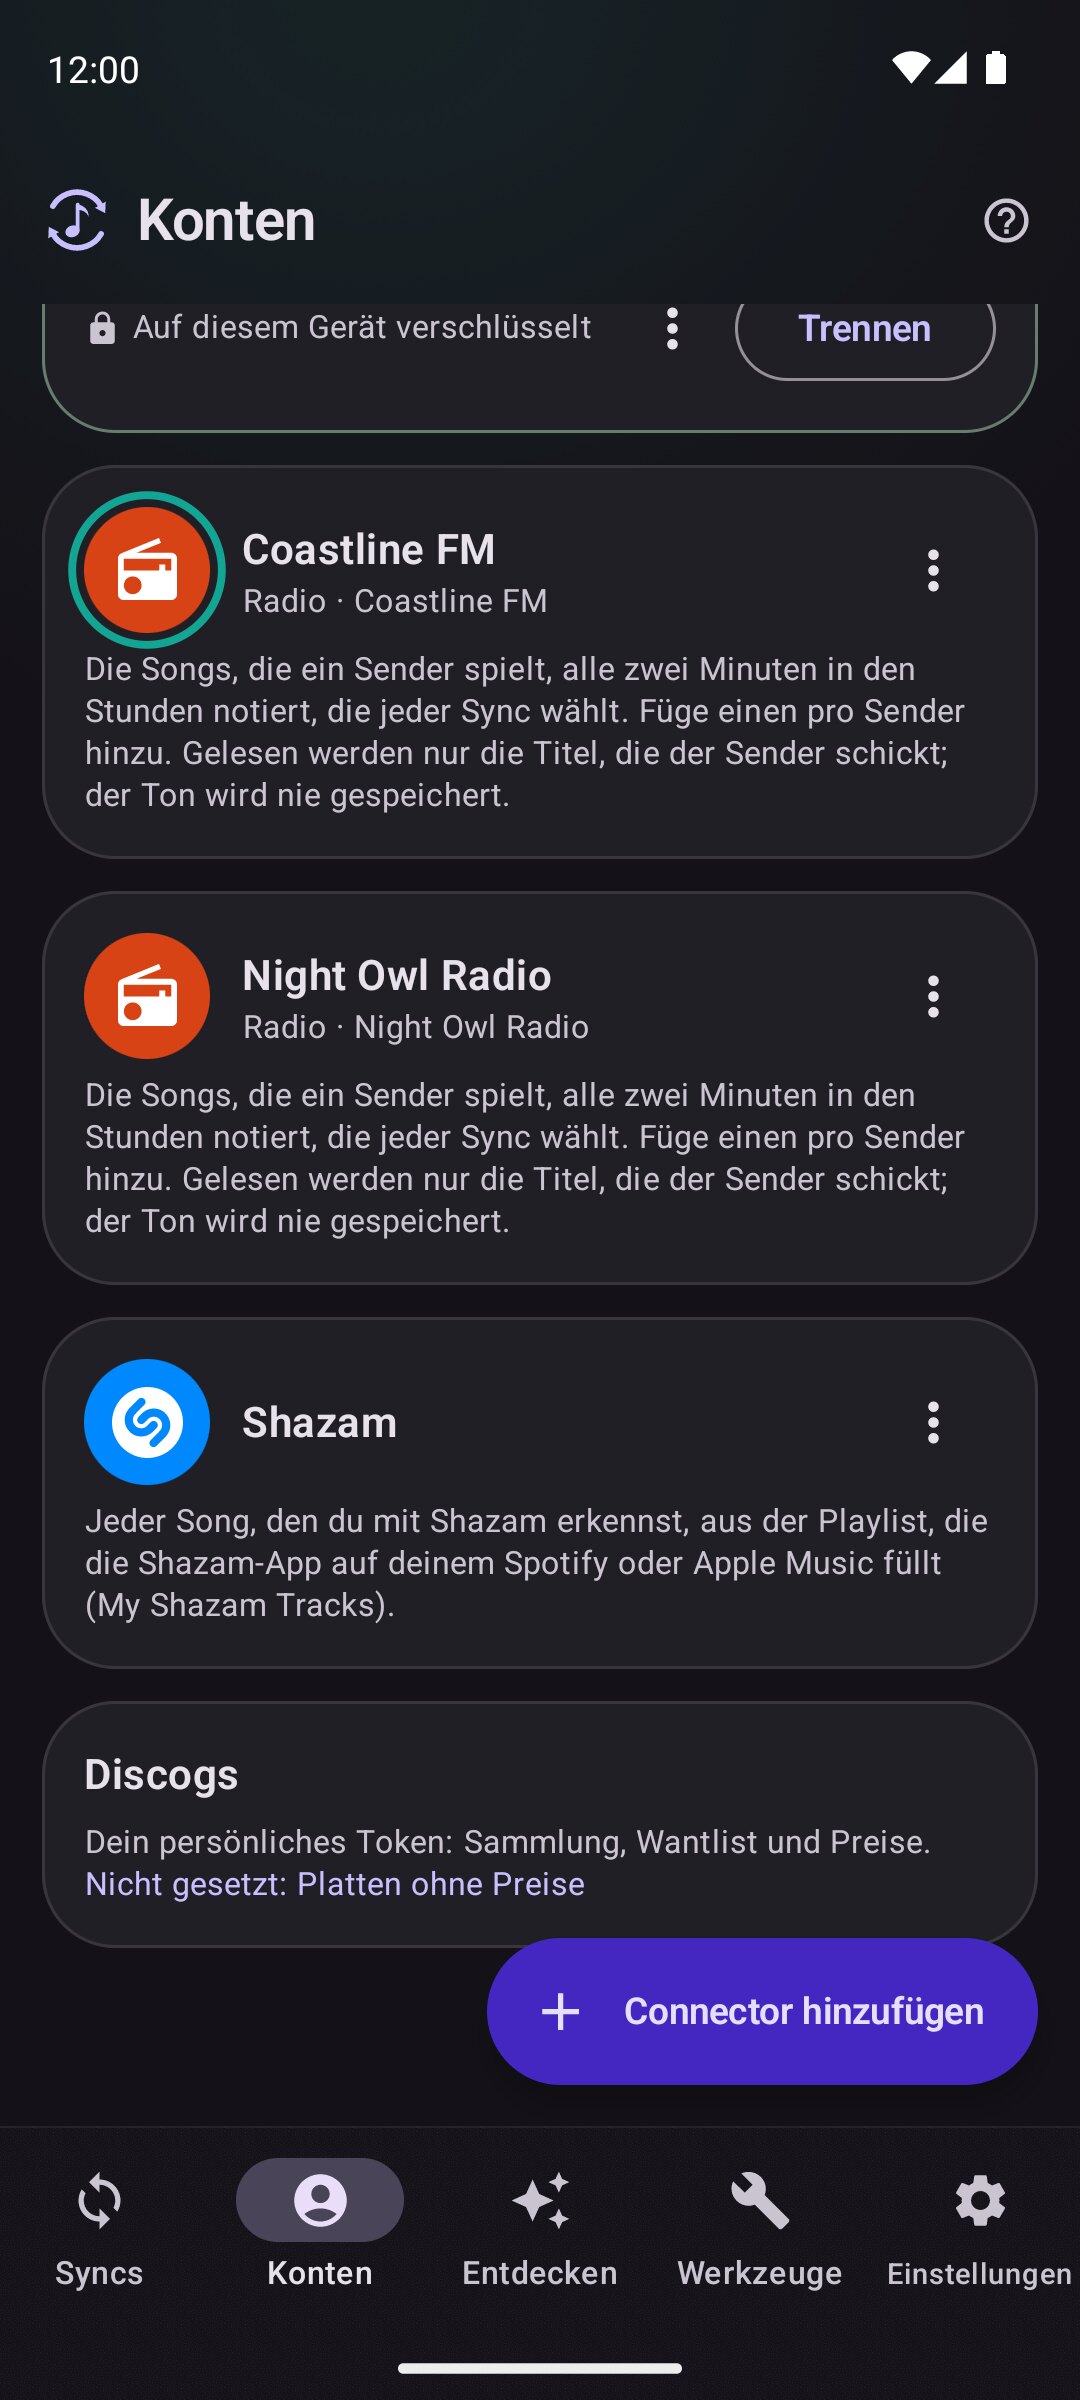 12:00
Konten
Auf diesem Gerät verschlüsselt
Trennen
Coastline FM
Radio · Coastline FM
Die Songs, die ein Sender spielt, alle zwei Minuten in den
Stunden notiert, die jeder Sync wählt. Füge einen pro Sender
hinzu. Gelesen werden nur die Titel, die der Sender schickt;
der Ton wird nie gespeichert.
Night Owl Radio
Radio · Night Owl Radio
Die Songs, die ein Sender spielt, alle zwei Minuten in den
Stunden notiert, die jeder Sync wählt. Füge einen pro Sender
hinzu. Gelesen werden nur die Titel, die der Sender schickt;
der Ton wird nie gespeichert.
Shazam
Jeder Song, den du mit Shazam erkennst, aus der Playlist, die
die Shazam-App auf deinem Spotify oder Apple Music füllt
(My Shazam Tracks).
Discogs
Dein persönliches Token: Sammlung, Wantlist und Preise.
Nicht gesetzt: Platten ohne Preise
Connector hinzufügen
Syncs
Konten
Entdecken
Werkzeuge
Einstellungen